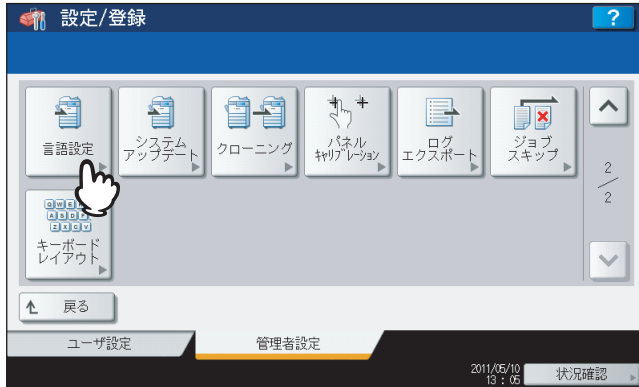 設定/登録
?
言語設定
システム
アップデート
クローニング
パネル
ｷｬﾘﾌﾞﾚｰｼｮﾝ
ログ
エクスポート
ジョブ
スキップ
2
2
Q W E R
A S D F
Z X C V
キーボード
レイアウト
戻る
ユーザ設定
管理者設定
2011/05/10
13 : 05
状況確認